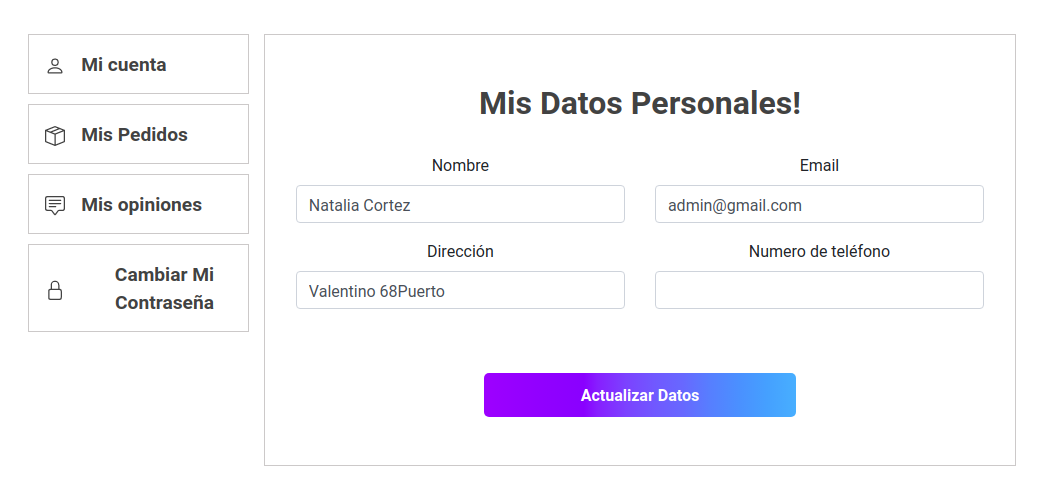 Mi cuenta
Mis Pedidos
Mis opiniones
Cambiar Mi
Contraseña
Mis Datos Personales!
Nombre
Email
Natalia Cortez
admin@gmail.com
Dirección
Numero de teléfono
Valentino 68Puerto
Actualizar Datos